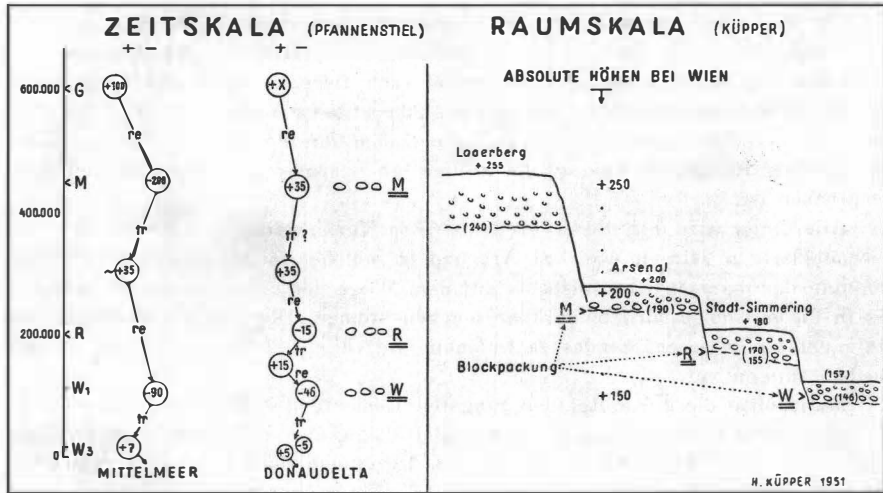 ZEITSKALA (PFANNENSTIEL)
+ −
+ −
600.000
G
+100
+X
re
re
M
-200
+35
M
400.000
tr
tr ?
~+35
+35
re
re
200.000
R
-15
R
tr
+15
re
W1
-90
-45
W
tr
tr
0
W3
+7
+5
-5
MITTELMEER
DONAUDELTA
RAUMSKALA (KÜPPER)
ABSOLUTE HÖHEN BEI WIEN
Laaerberg
+ 255
+ 250
(240)
Arsenal
+ 200
+ 200
M
(190)
Stadt-Simmering
+ 180
R
170
155
Blockpackung
(157)
+ 150
W
(146)
H. KÜPPER 1951